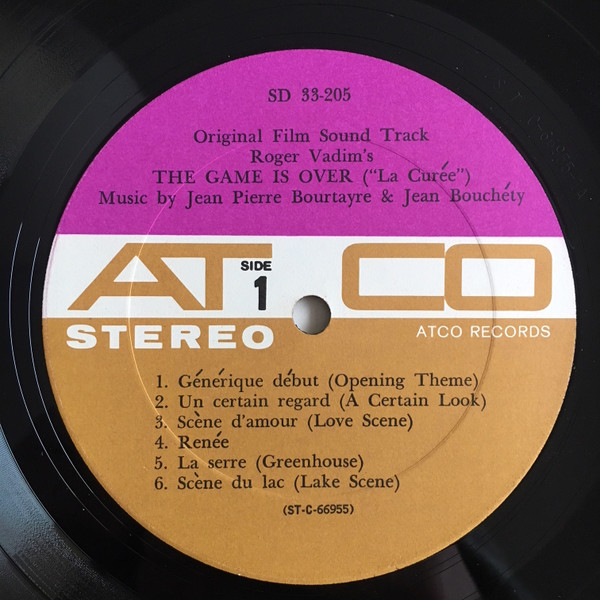 SD 33-205
Original Film Sound Track
Roger Vadim's
THE GAME IS OVER ("La Curée")
Music by Jean Pierre Bourtayre & Jean Bouchéty
ATCO
SIDE
1
STEREO
ATCO RECORDS
1. Générique début (Opening Theme)
2. Un certain regard (A Certain Look)
3. Scène d'amour (Love Scene)
4. Renée
5. La serre (Greenhouse)
6. Scène du lac (Lake Scene)
(ST-C-66955)